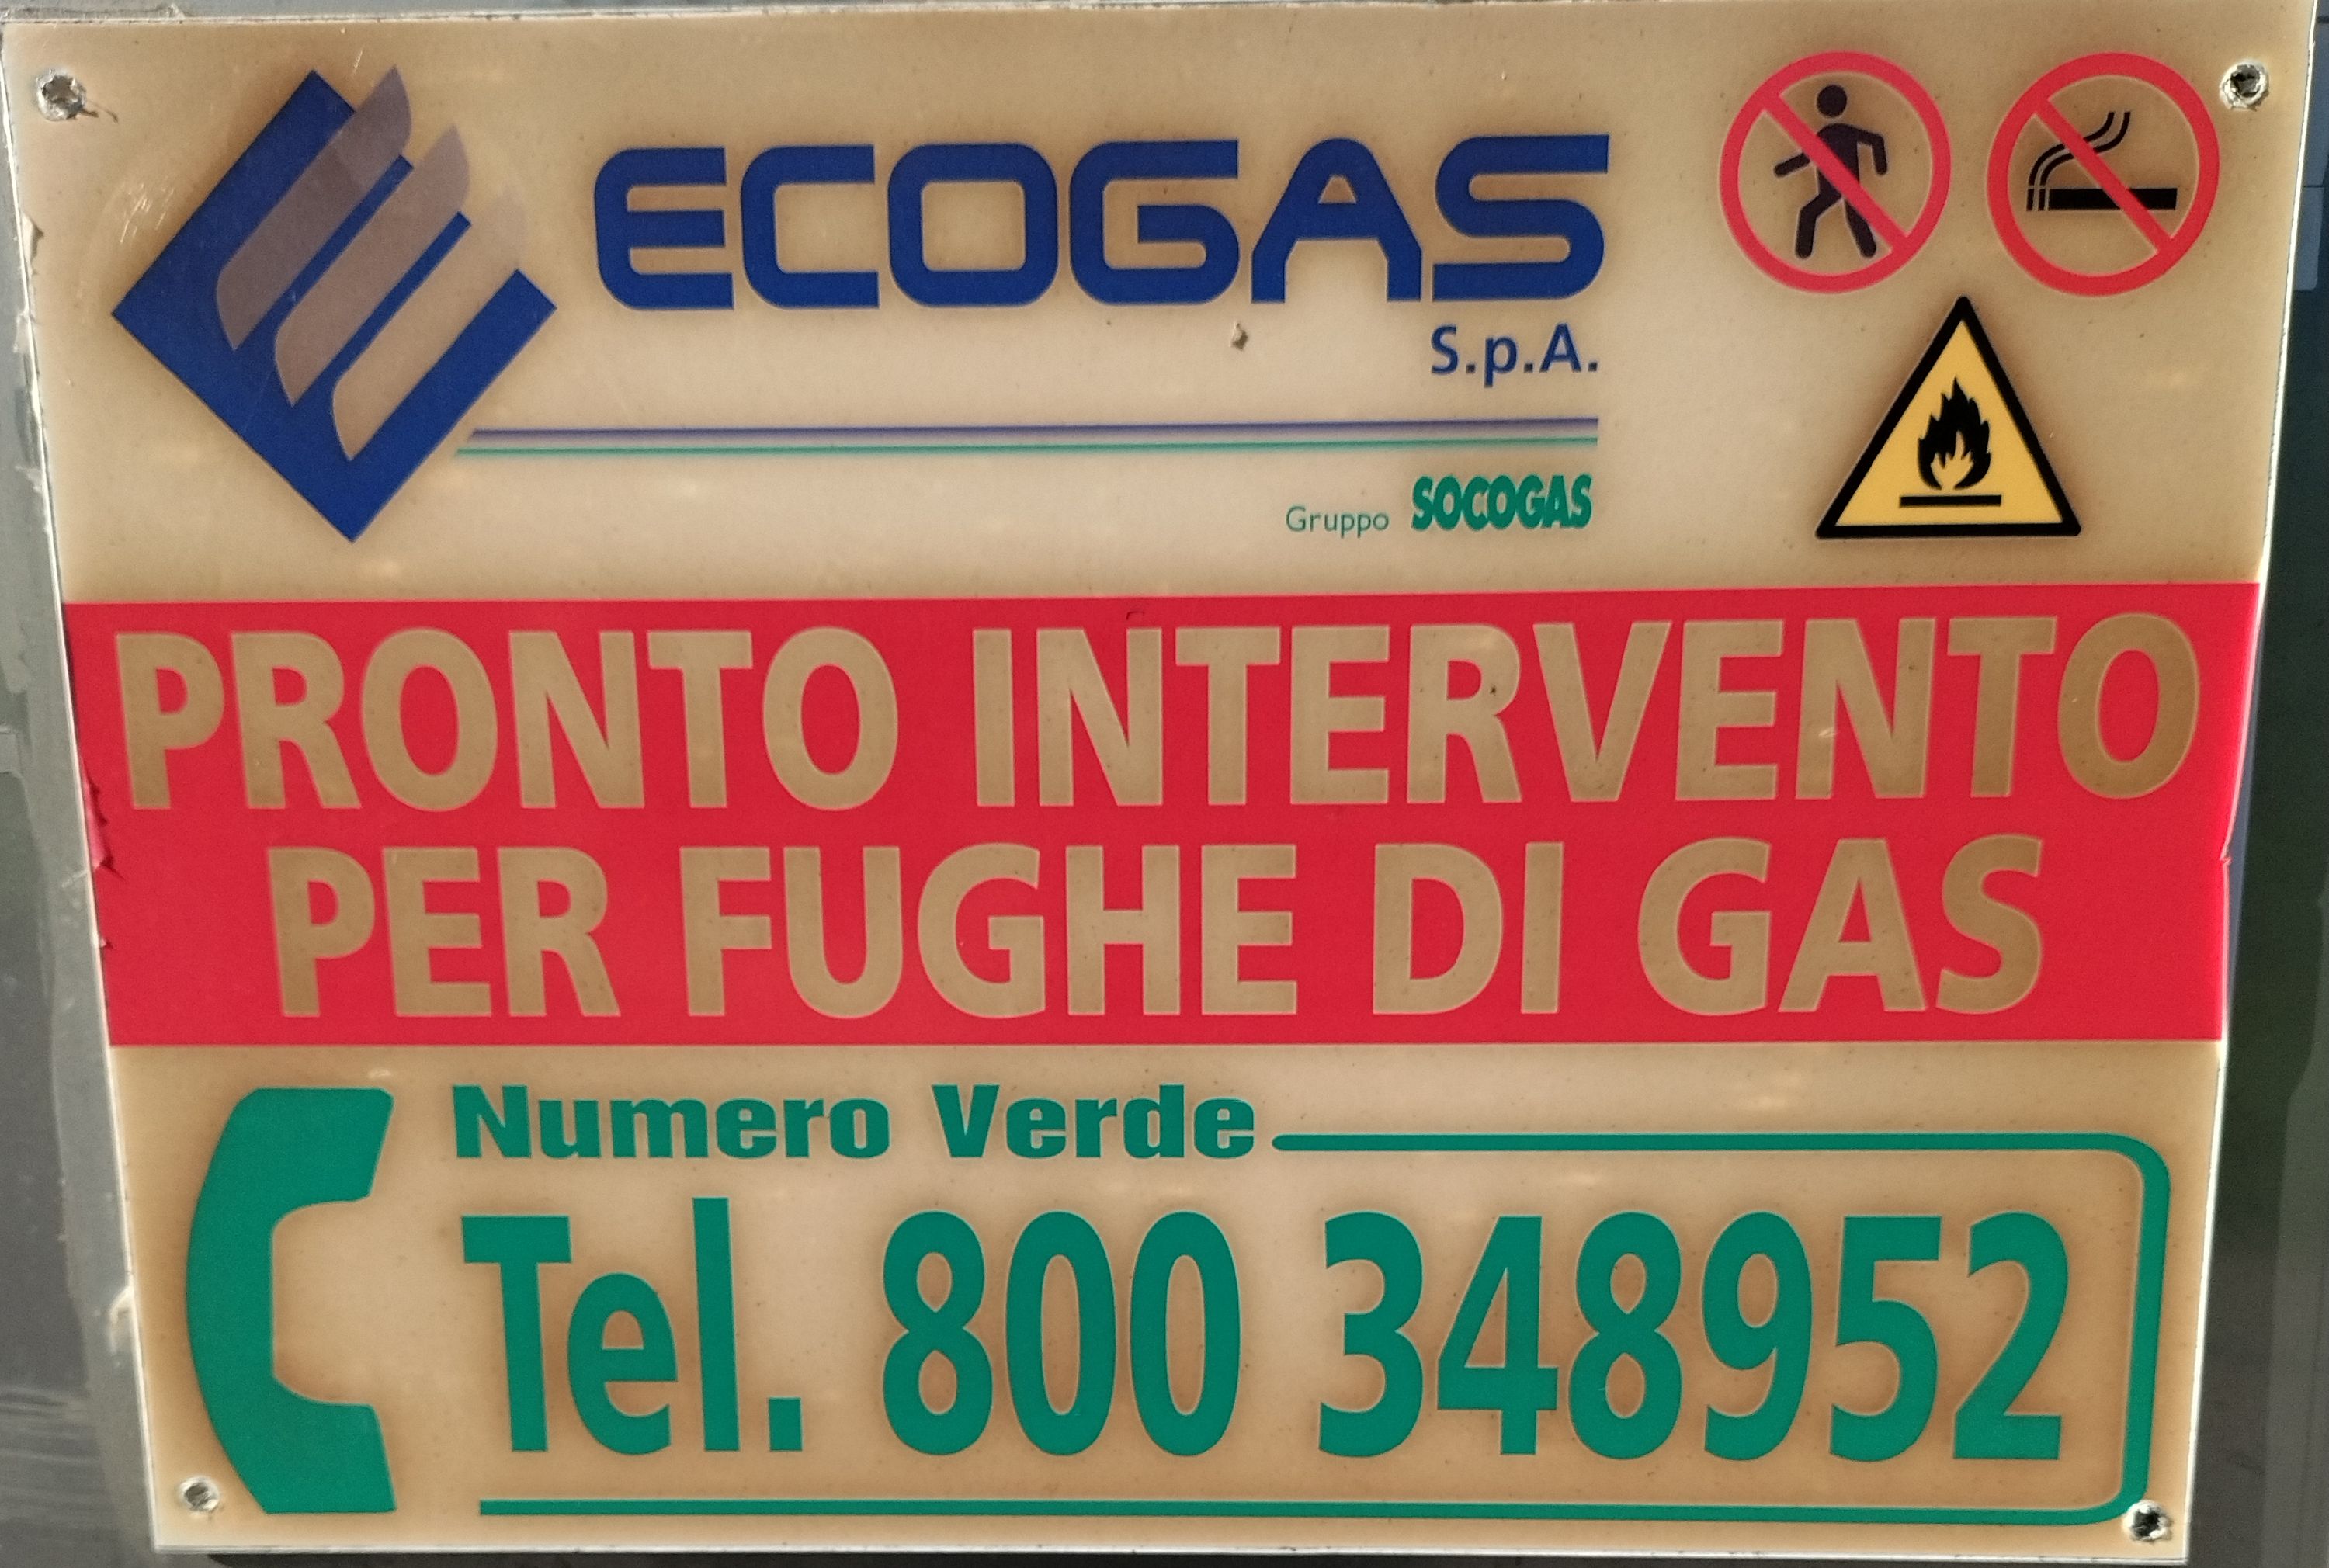 ECOGAS
S.p.A.
Gruppo SOCOGAS
PRONTO INTERVENTO
PER FUGHE DI GAS
Numero Verde
Tel. 800 348952